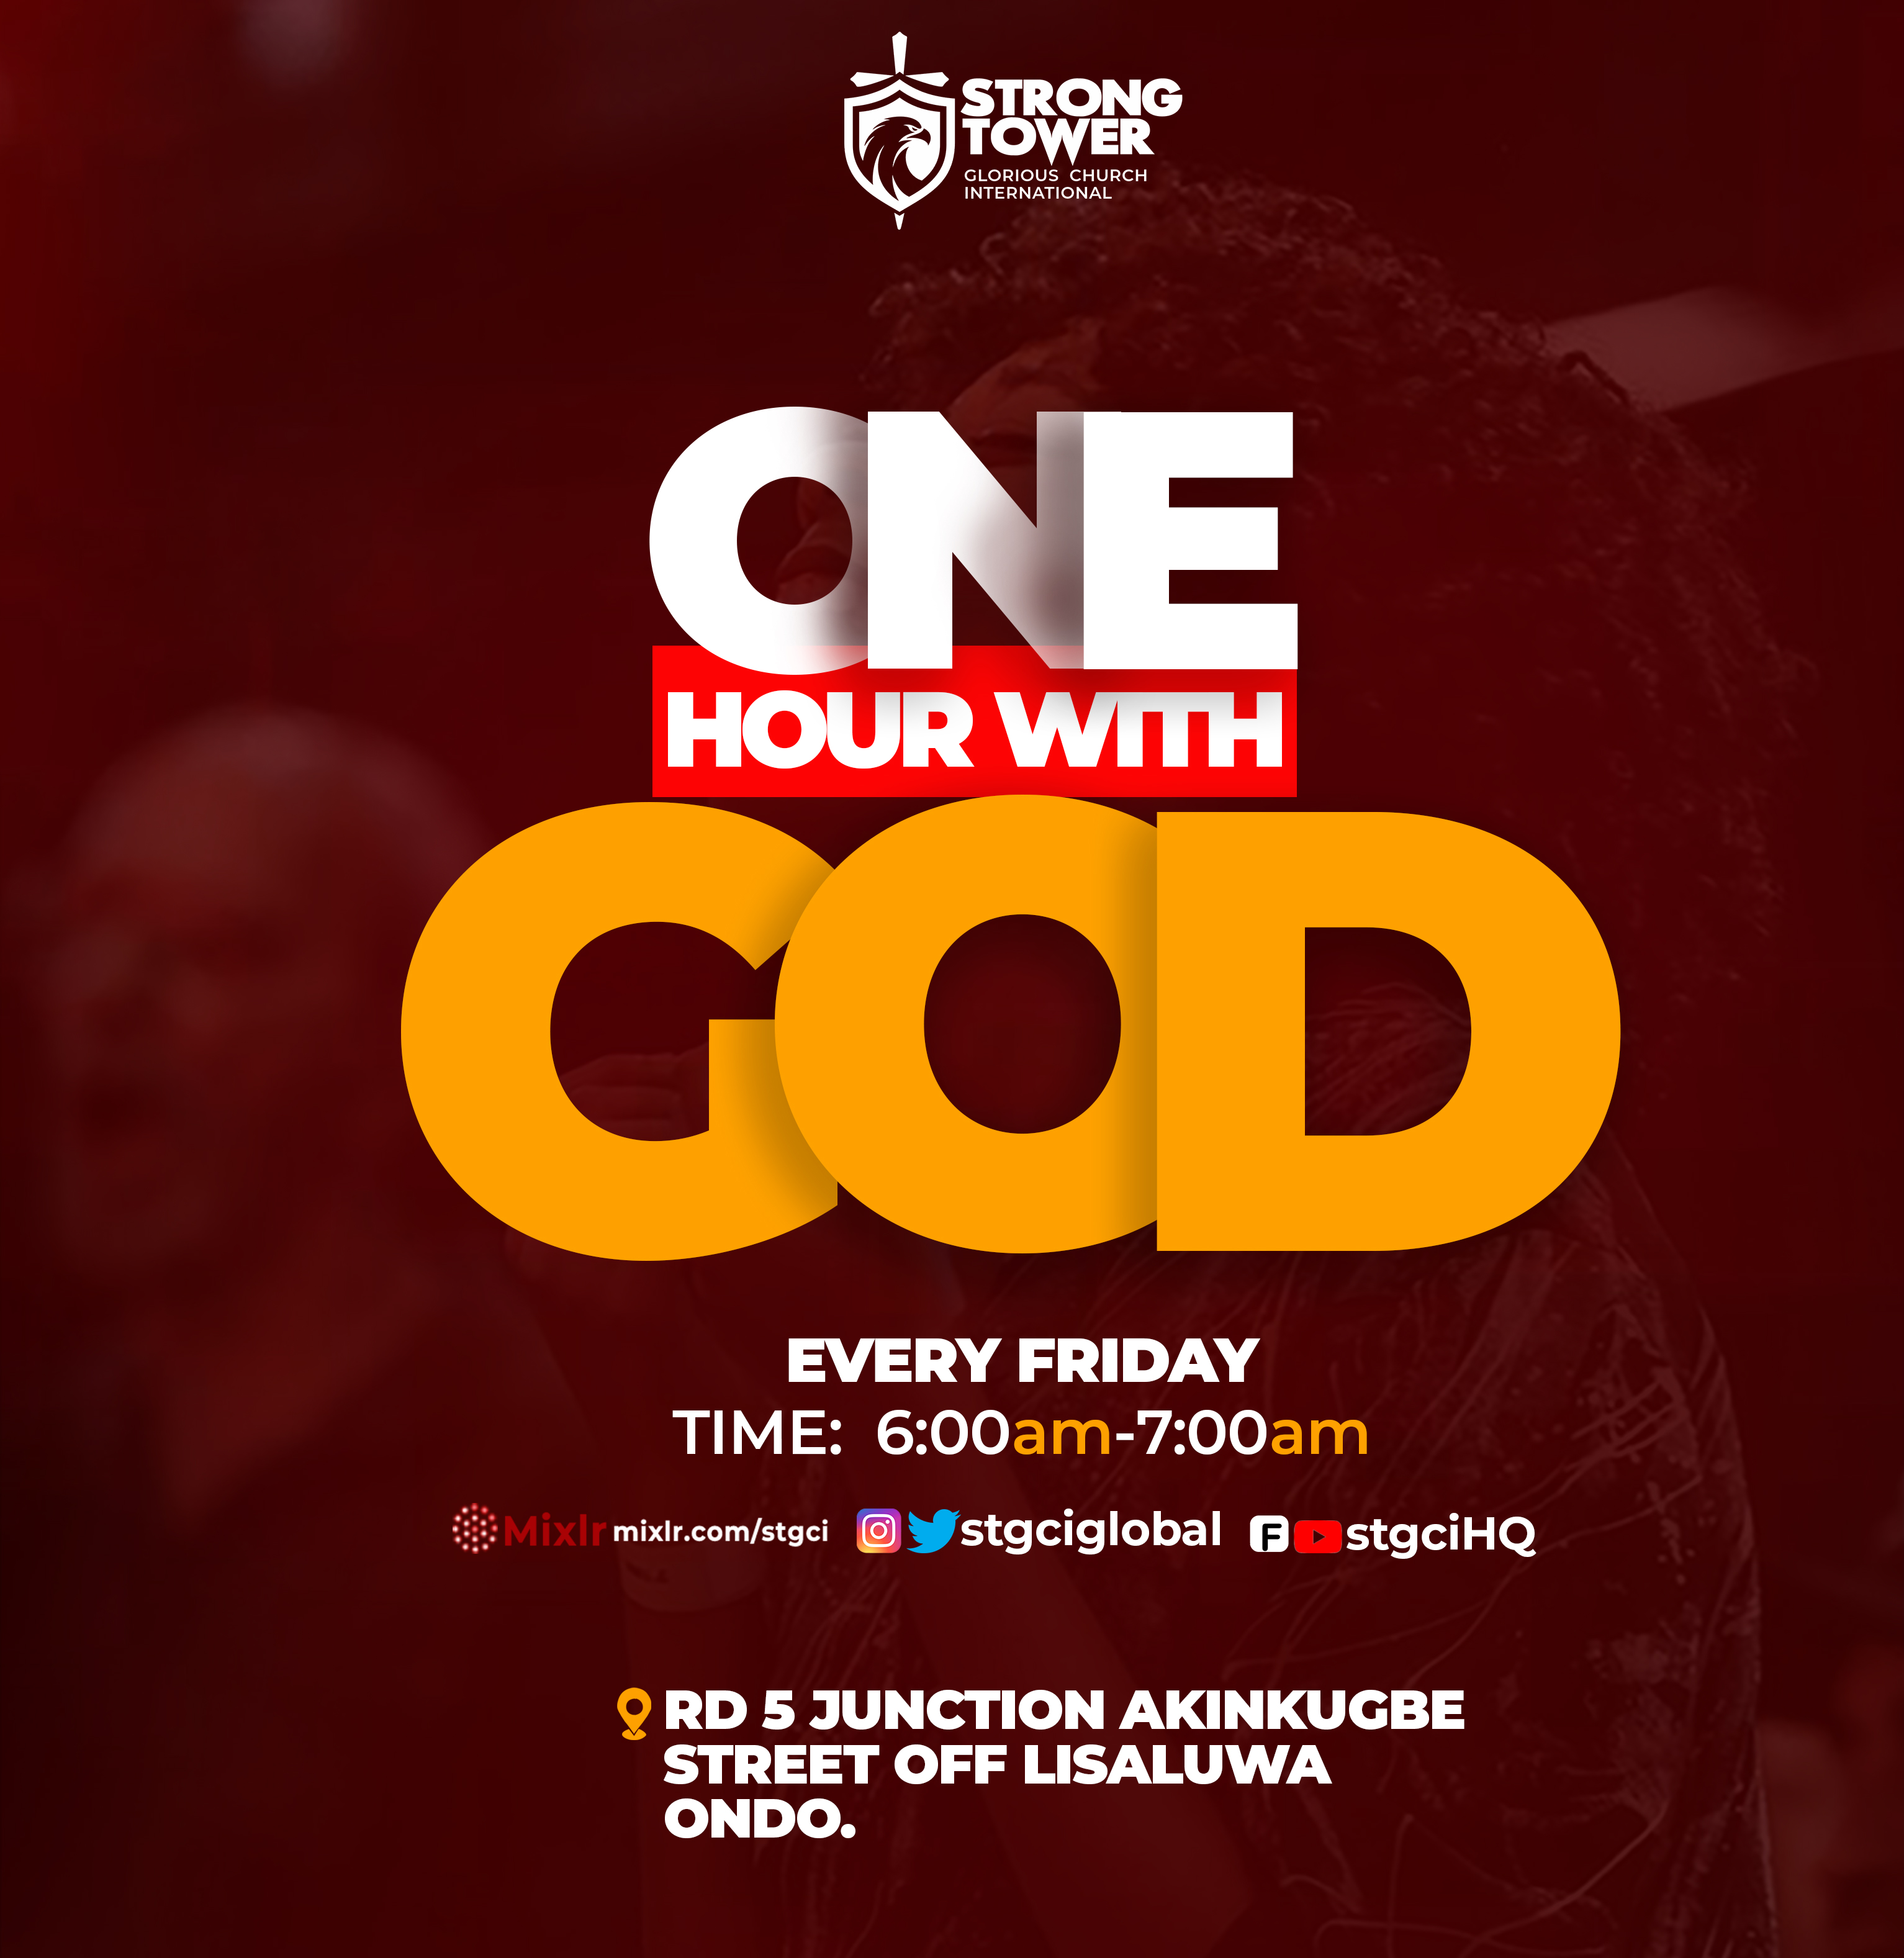 STRONG
TOWER
GLORIOUS CHURCH
INTERNATIONAL
ONE
HOUR WITH
GOD
EVERY FRIDAY
TIME: 6:00am-7:00am
Mixlr mixlr.com/stgci stgciglobal F stgciHQ
RD 5 JUNCTION AKINKUGBE
STREET OFF LISALUWA
ONDO.